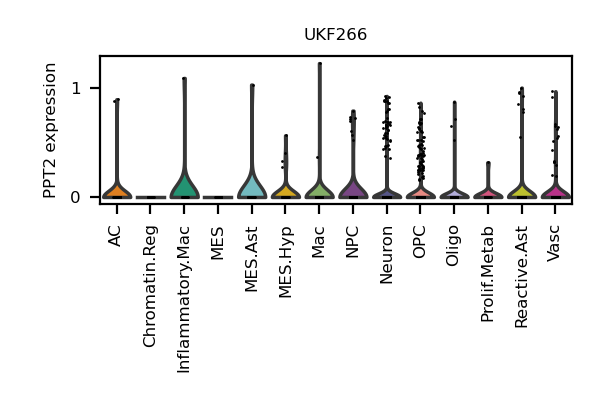 UKF266
PPT2 expression
1
0
AC
Chromatin.Reg
Inflammatory.Mac
MES
MES.Ast
MES.Hyp
Mac
NPC
Neuron
OPC
Oligo
Prolif.Metab
Reactive.Ast
Vasc